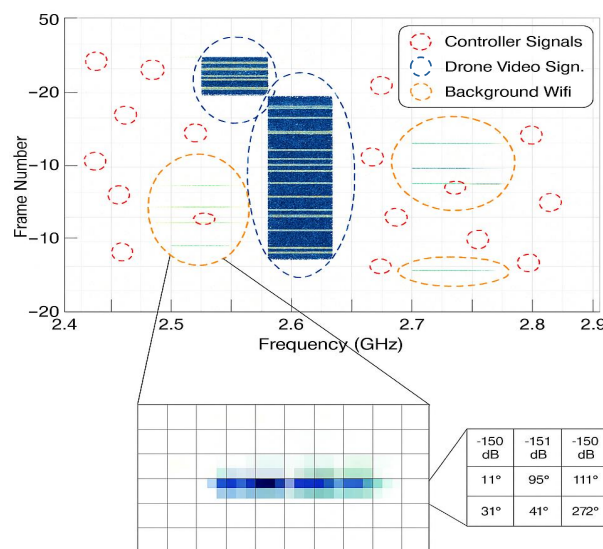 50
-20
-10
-10
-20
Frame Number
Controller Signals
Drone Video Sign.
Background Wifi
2.4
2.5
2.6
2.7
2.8
2.9
Frequency (GHz)
-150 dB
-151 dB
-150 dB
11°
95°
111°
31°
41°
272°